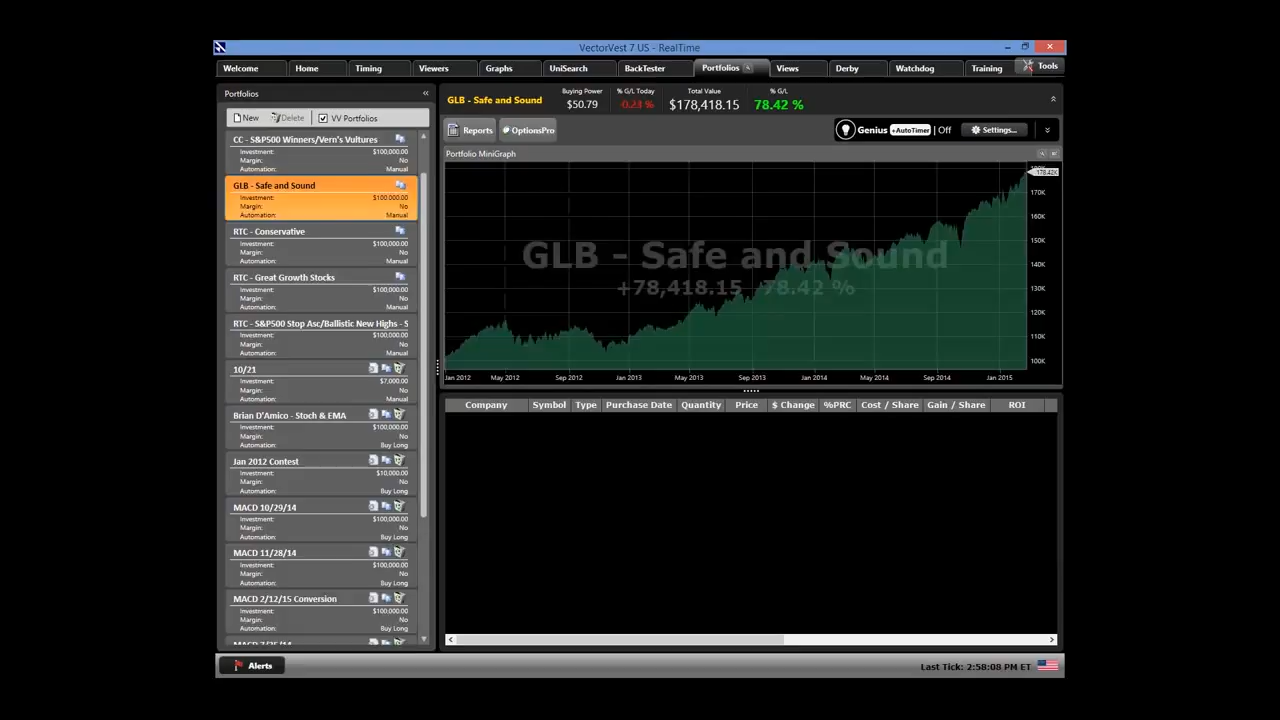 VectorVest 7 US - RealTime
Welcome Home Timing Viewers Graphs UniSearch BackTester Portfolios Views Derby Watchdog Training Tools
Portfolios
New Delete VV Portfolios
CC - S&P500 Winners/Vern's Vultures
Investment: $100,000.00
Margin: No
Automation: Manual
GLB - Safe and Sound
Investment: $100,000.00
Margin: No
Automation: Manual
RTC - Conservative
Investment: $100,000.00
Margin: No
Automation: Manual
RTC - Great Growth Stocks
Investment: $100,000.00
Margin: No
Automation: Manual
RTC - S&P500 Stop Asc/Ballistic New Highs - S
Investment: $100,000.00
Margin: No
Automation: Manual
10/21
Investment: $7,000.00
Margin: No
Automation: Manual
Brian D'Amico - Stoch & EMA
Investment: $100,000.00
Margin: No
Automation: Buy Long
Jan 2012 Contest
Investment: $10,000.00
Margin: No
Automation: Buy Long
MACD 10/29/14
Investment: $100,000.00
Margin: No
Automation: Buy Long
MACD 11/28/14
Investment: $100,000.00
Margin: No
Automation: Buy Long
MACD 2/12/15 Conversion
Investment: $100,000.00
Margin: No
Automation: Buy Long
GLB - Safe and Sound
Buying Power % G/L Today Total Value % G/L
$50.79 -0.23 % $178,418.15 78.42 %
Reports OptionsPro Genius +AutoTimer | Off Settings...
Portfolio MiniGraph
GLB - Safe and Sound
+78,418.15 78.42 %
178.42K
170K
160K
150K
140K
130K
120K
110K
100K
Jan 2012 May 2012 Sep 2012 Jan 2013 May 2013 Sep 2013 Jan 2014 May 2014 Sep 2014 Jan 2015
Company Symbol Type Purchase Date Quantity Price $ Change %PRC Cost / Share Gain / Share ROI
Alerts
Last Tick: 2:58:08 PM ET